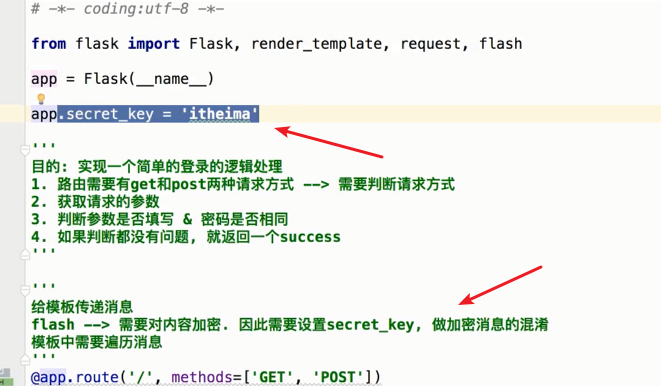 # -*- coding:utf-8 -*-
from flask import Flask, render_template, request, flash
app = Flask(__name__)
app.secret_key = 'itheima'
'''
目的: 实现一个简单的登录的逻辑处理
1. 路由需要有get和post两种请求方式 --> 需要判断请求方式
2. 获取请求的参数
3. 判断参数是否填写 & 密码是否相同
4. 如果判断都没有问题, 就返回一个success
'''
'''
给模板传递消息
flash --> 需要对内容加密. 因此需要设置secret_key, 做加密消息的混淆
模板中需要遍历消息
'''
@app.route('/', methods=['GET', 'POST'])